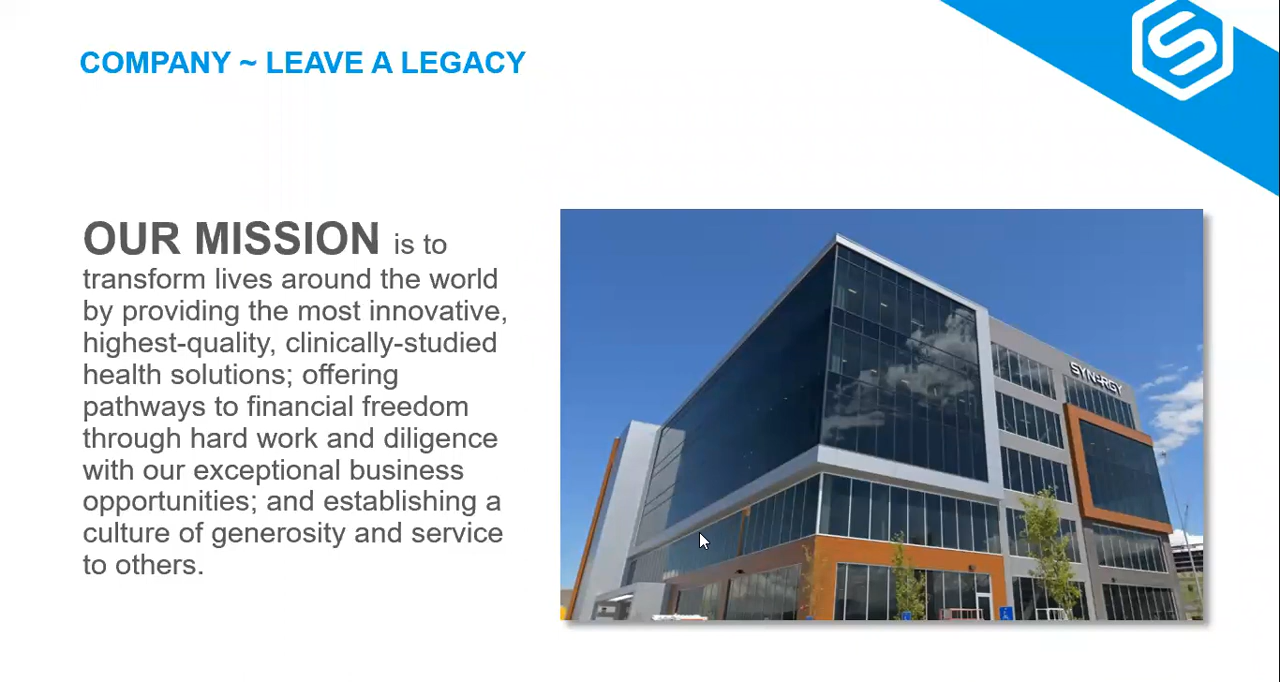 COMPANY ~ LEAVE A LEGACY
OUR MISSION is to
transform lives around the world
by providing the most innovative,
highest-quality, clinically-studied
health solutions; offering
pathways to financial freedom
through hard work and diligence
with our exceptional business
opportunities; and establishing a
culture of generosity and service
to others.
SYNERGY